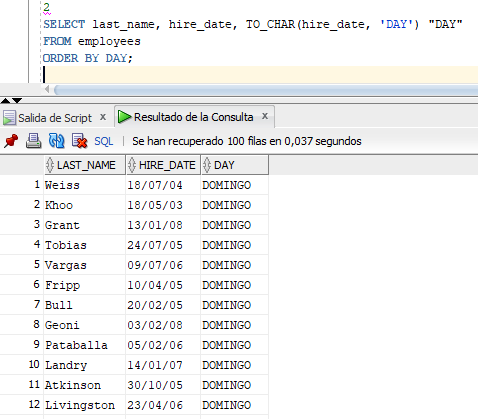 2
SELECT last_name, hire_date, TO_CHAR(hire_date, 'DAY') "DAY"
FROM employees
ORDER BY DAY;
Salida de Script x Resultado de la Consulta x
SQL | Se han recuperado 100 filas en 0,037 segundos
LAST_NAME HIRE_DATE DAY
1 Weiss 18/07/04 DOMINGO
2 Khoo 18/05/03 DOMINGO
3 Grant 13/01/08 DOMINGO
4 Tobias 24/07/05 DOMINGO
5 Vargas 09/07/06 DOMINGO
6 Fripp 10/04/05 DOMINGO
7 Bull 20/02/05 DOMINGO
8 Geoni 03/02/08 DOMINGO
9 Pataballa 05/02/06 DOMINGO
10 Landry 14/01/07 DOMINGO
11 Atkinson 30/10/05 DOMINGO
12 Livingston 23/04/06 DOMINGO